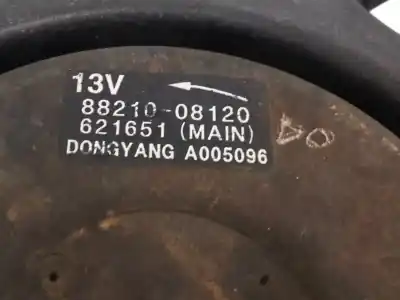 13V
88210-08120
621651 (MAIN)
DONGYANG A005096